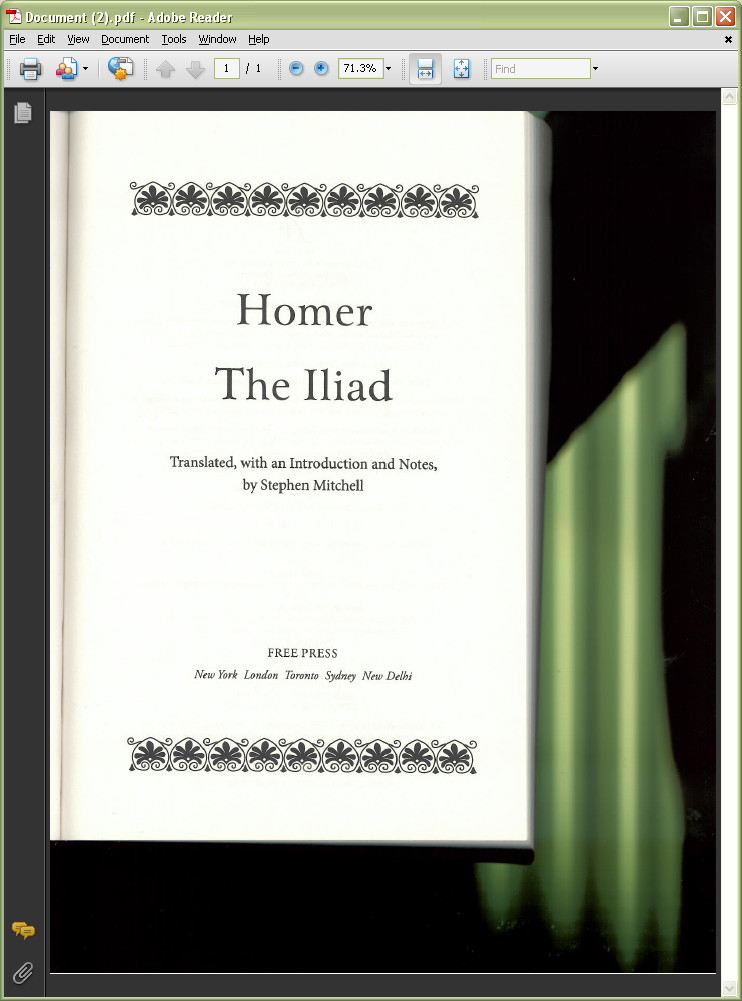 Document (2).pdf - Adobe Reader
File Edit View Document Tools Window Help
1 / 1 71.3% Find
Homer
The Iliad
Translated, with an Introduction and Notes,
by Stephen Mitchell
FREE PRESS
New York London Toronto Sydney New Delhi